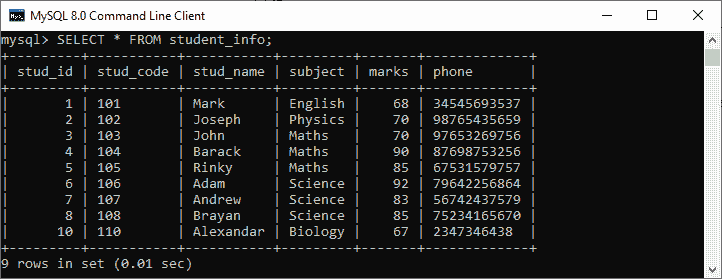 MySQL 8.0 Command Line Client
mysql> SELECT * FROM student_info;
+---------+-----------+-----------+---------+-------+-------------+
| stud_id | stud_code | stud_name | subject | marks | phone       |
+---------+-----------+-----------+---------+-------+-------------+
|       1 | 101       | Mark      | English |    68 | 34545693537 |
|       2 | 102       | Joseph    | Physics |    70 | 98765435659 |
|       3 | 103       | John      | Maths   |    70 | 97653269756 |
|       4 | 104       | Barack    | Maths   |    90 | 87698753256 |
|       5 | 105       | Rinky     | Maths   |    85 | 67531579757 |
|       6 | 106       | Adam      | Science |    92 | 79642256864 |
|       7 | 107       | Andrew    | Science |    83 | 56742437579 |
|       8 | 108       | Brayan    | Science |    85 | 75234165670 |
|      10 | 110       | Alexandar | Biology |    67 | 2347346438  |
+---------+-----------+-----------+---------+-------+-------------+
9 rows in set (0.01 sec)